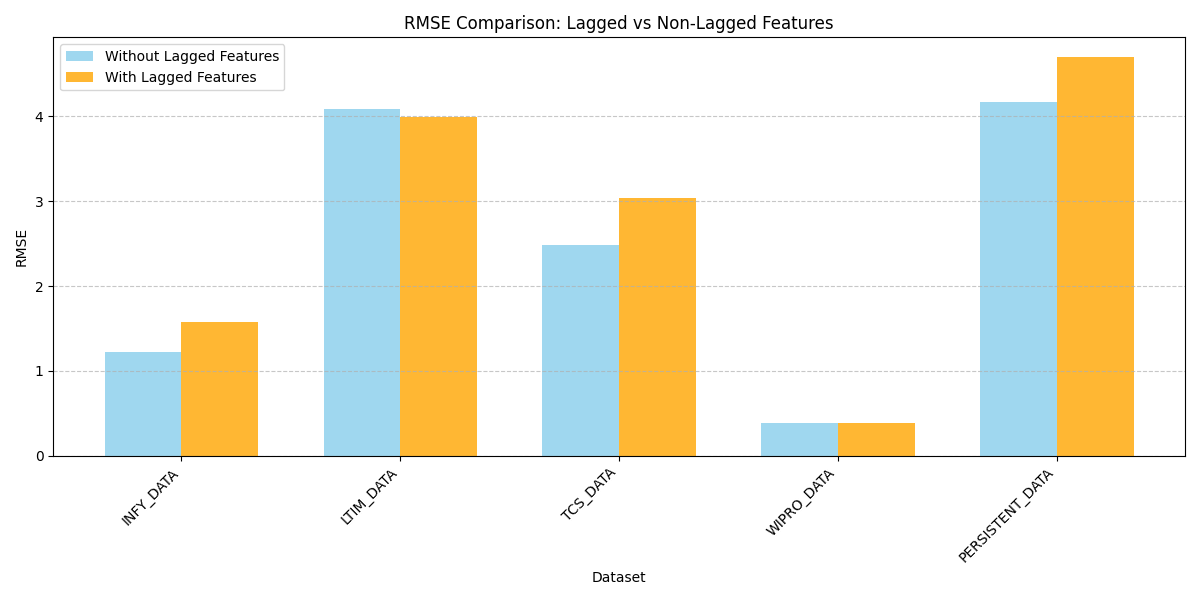 RMSE Comparison: Lagged vs Non-Lagged Features
Without Lagged Features
With Lagged Features
4
3
2
1
0
RMSE
INFY_DATA
LTIM_DATA
TCS_DATA
WIPRO_DATA
PERSISTENT_DATA
Dataset